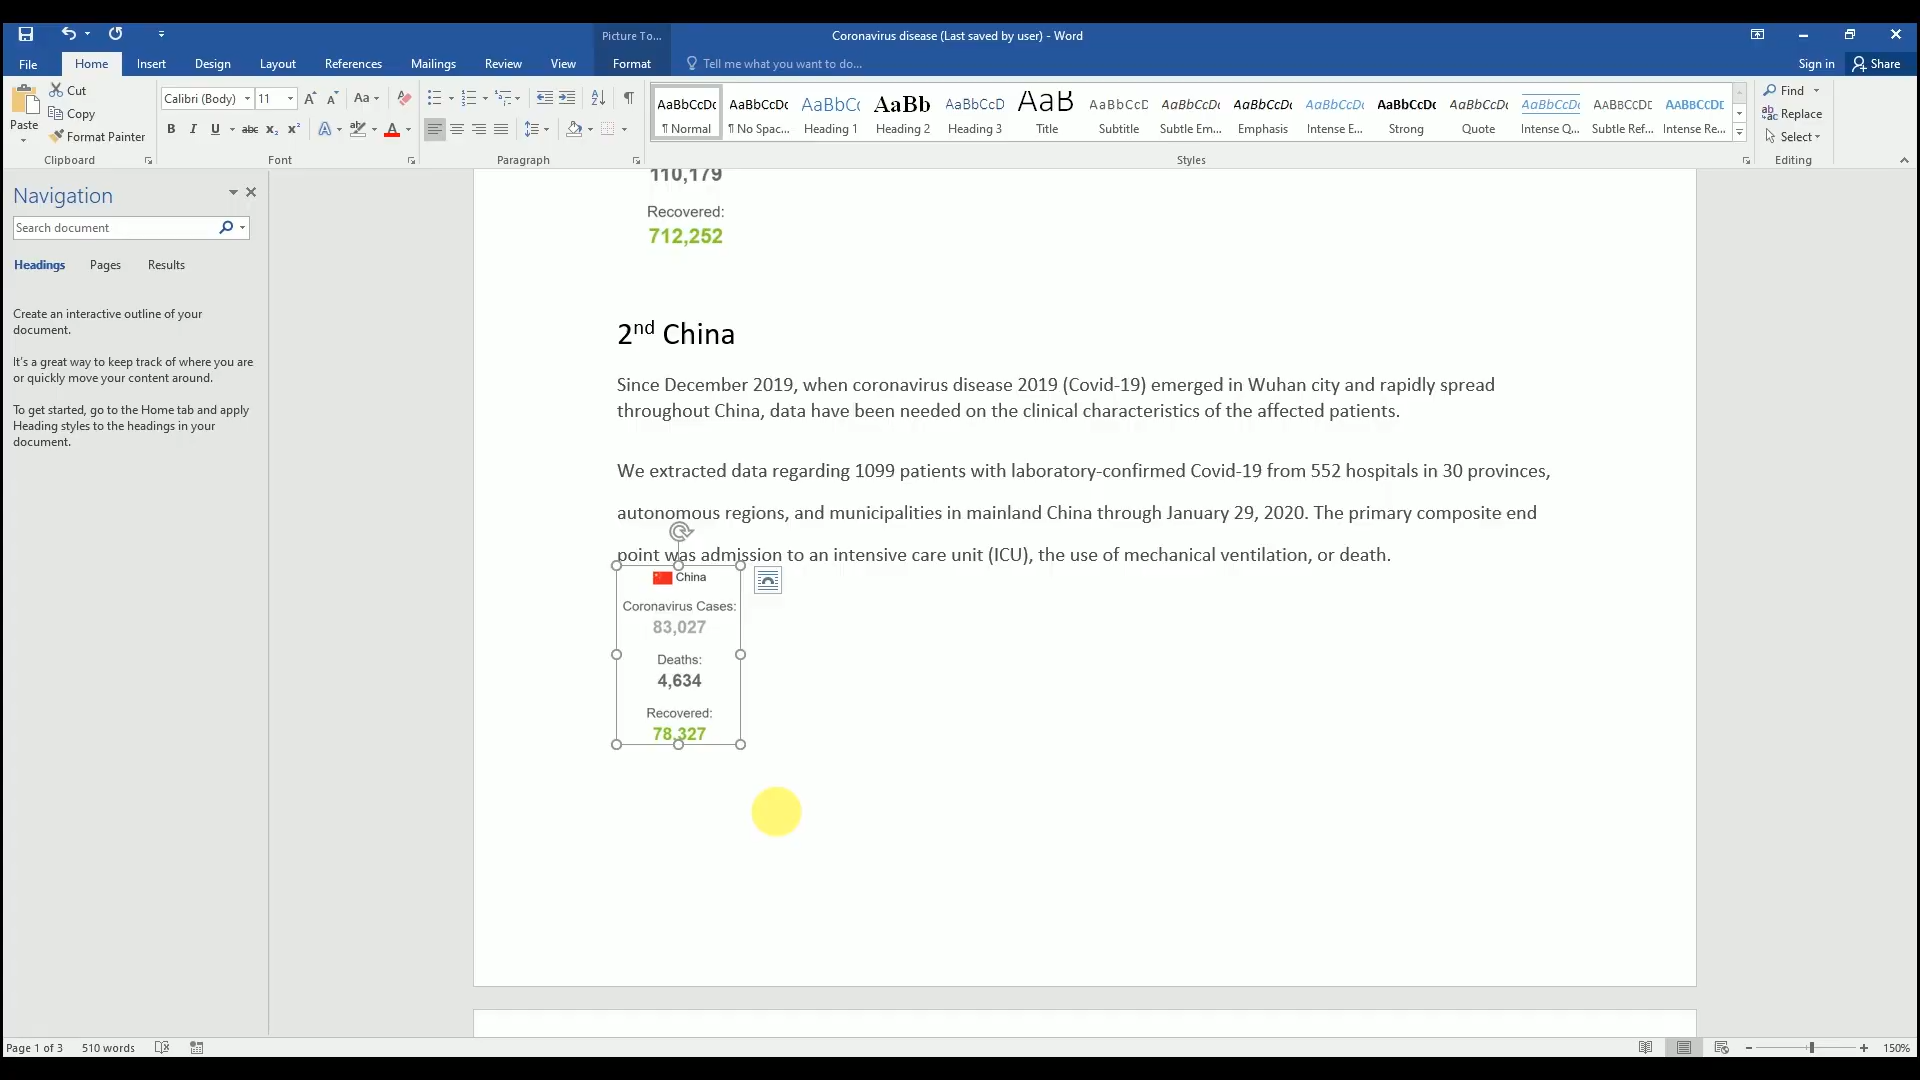 Picture To...
Coronavirus disease (Last saved by user) - Word
File Home Insert Design Layout References Mailings Review View Format Tell me what you want to do... Sign in Share
Paste
Cut
Copy
Format Painter
Clipboard
Calibri (Body) 11
Aa
B I U abc X₂ X² A A
Font
Paragraph
AaBbCcDc AaBbCcDc AaBbCc AaBb AaBbCcD AaB AaBbCcD AaBbCcDc AaBbCcDc AaBbCcDc AaBbCcDc AaBbCcDc AaBbCcDc AABBCCDE AABBCCDE
¶ Normal ¶ No Spac... Heading 1 Heading 2 Heading 3 Title Subtitle Subtle Em... Emphasis Intense E... Strong Quote Intense Q... Subtle Ref... Intense Re...
Styles
Find
Replace
Select
Editing
Navigation
Search document
Headings Pages Results
Create an interactive outline of your
document.
It's a great way to keep track of where you are
or quickly move your content around.
To get started, go to the Home tab and apply
Heading styles to the headings in your
document.
110,179
Recovered:
712,252
2nd China
Since December 2019, when coronavirus disease 2019 (Covid-19) emerged in Wuhan city and rapidly spread
throughout China, data have been needed on the clinical characteristics of the affected patients.
We extracted data regarding 1099 patients with laboratory-confirmed Covid-19 from 552 hospitals in 30 provinces,
autonomous regions, and municipalities in mainland China through January 29, 2020. The primary composite end
point was admission to an intensive care unit (ICU), the use of mechanical ventilation, or death.
China
Coronavirus Cases:
83,027
Deaths:
4,634
Recovered:
78,327
Page 1 of 3 510 words
150%